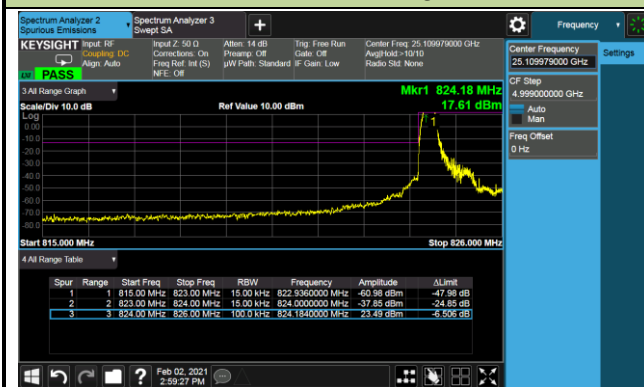 Spectrum Analyzer 2
Spurious Emissions
Spectrum Analyzer 3
Swept SA
+
Frequency
KEYSIGHT
Input: RF
Coupling: DC
Align: Auto
Input Z: 50 Ω
Corrections: On
Freq Ref: Int (S)
NFE: Off
Atten: 14 dB
Preamp: Off
µW Path: Standard
Trig: Free Run
Gate: Off
IF Gain: Low
Center Freq: 25.109979000 GHz
Avg|Hold:>10/10
Radio Std: None
PASS
Center Frequency
25.109979000 GHz
Settings
CF Step
4.999000000 GHz
Auto
Man
Freq Offset
0 Hz
3 All Range Graph
Mkr1 824.18 MHz
Scale/Div 10.0 dB
Ref Value 10.00 dBm
17.61 dBm
Log
0.00
-10.0
-20.0
-30.0
-40.0
-50.0
-60.0
-70.0
-80.0
1
Start 815.000 MHz
Stop 826.000 MHz
4 All Range Table
Spur Range Start Freq Stop Freq RBW Frequency Amplitude ΔLimit
1 1 815.00 MHz 823.00 MHz 15.00 kHz 822.9360000 MHz -60.98 dBm -47.98 dB
2 2 823.00 MHz 824.00 MHz 15.00 kHz 824.0000000 MHz -37.85 dBm -24.85 dB
3 3 824.00 MHz 826.00 MHz 100.0 kHz 824.1840000 MHz 23.49 dBm -6.506 dB
?
Feb 02, 2021
2:59:27 PM